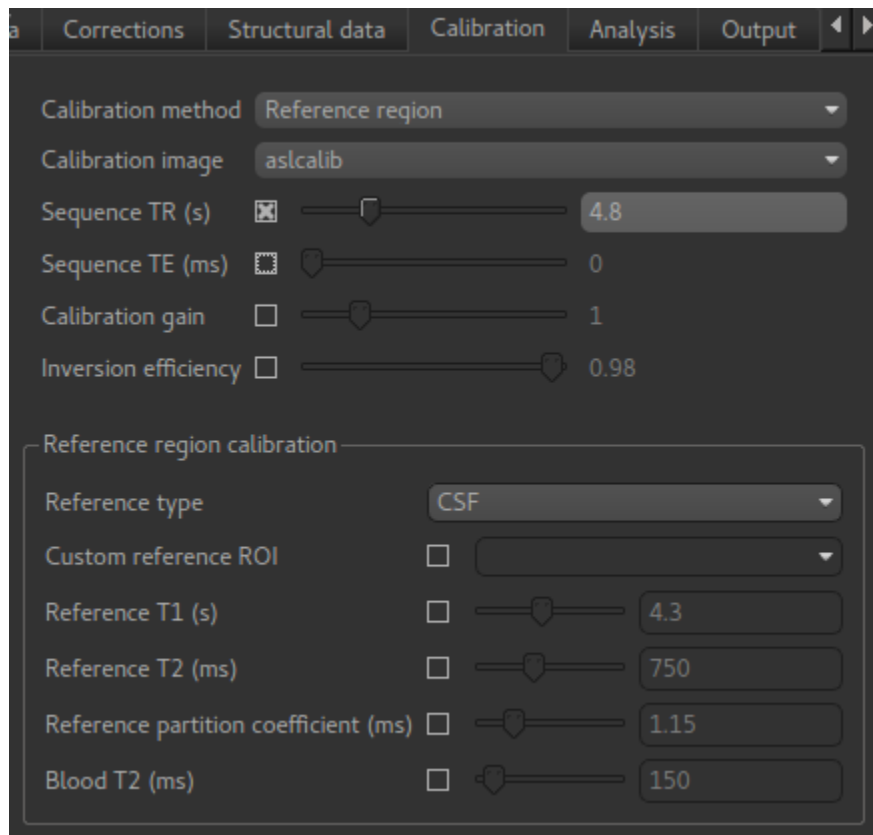 a Corrections Structural data Calibration Analysis Output
Calibration method Reference region
Calibration image aslcalib
Sequence TR (s) 4.8
Sequence TE (ms) 0
Calibration gain 1
Inversion efficiency 0.98
Reference region calibration
Reference type CSF
Custom reference ROI
Reference T1 (s) 4.3
Reference T2 (ms) 750
Reference partition coefficient (ms) 1.15
Blood T2 (ms) 150